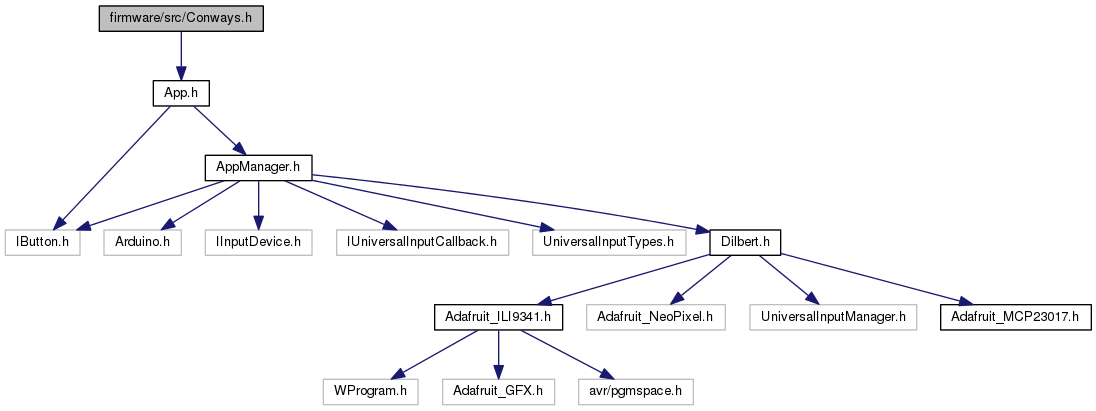 firmware/src/Conways.h
App.h
AppManager.h
IButton.h
Arduino.h
IInputDevice.h
IUniversalInputCallback.h
UniversalInputTypes.h
Dilbert.h
Adafruit_ILI9341.h
Adafruit_NeoPixel.h
UniversalInputManager.h
Adafruit_MCP23017.h
WProgram.h
Adafruit_GFX.h
avr/pgmspace.h